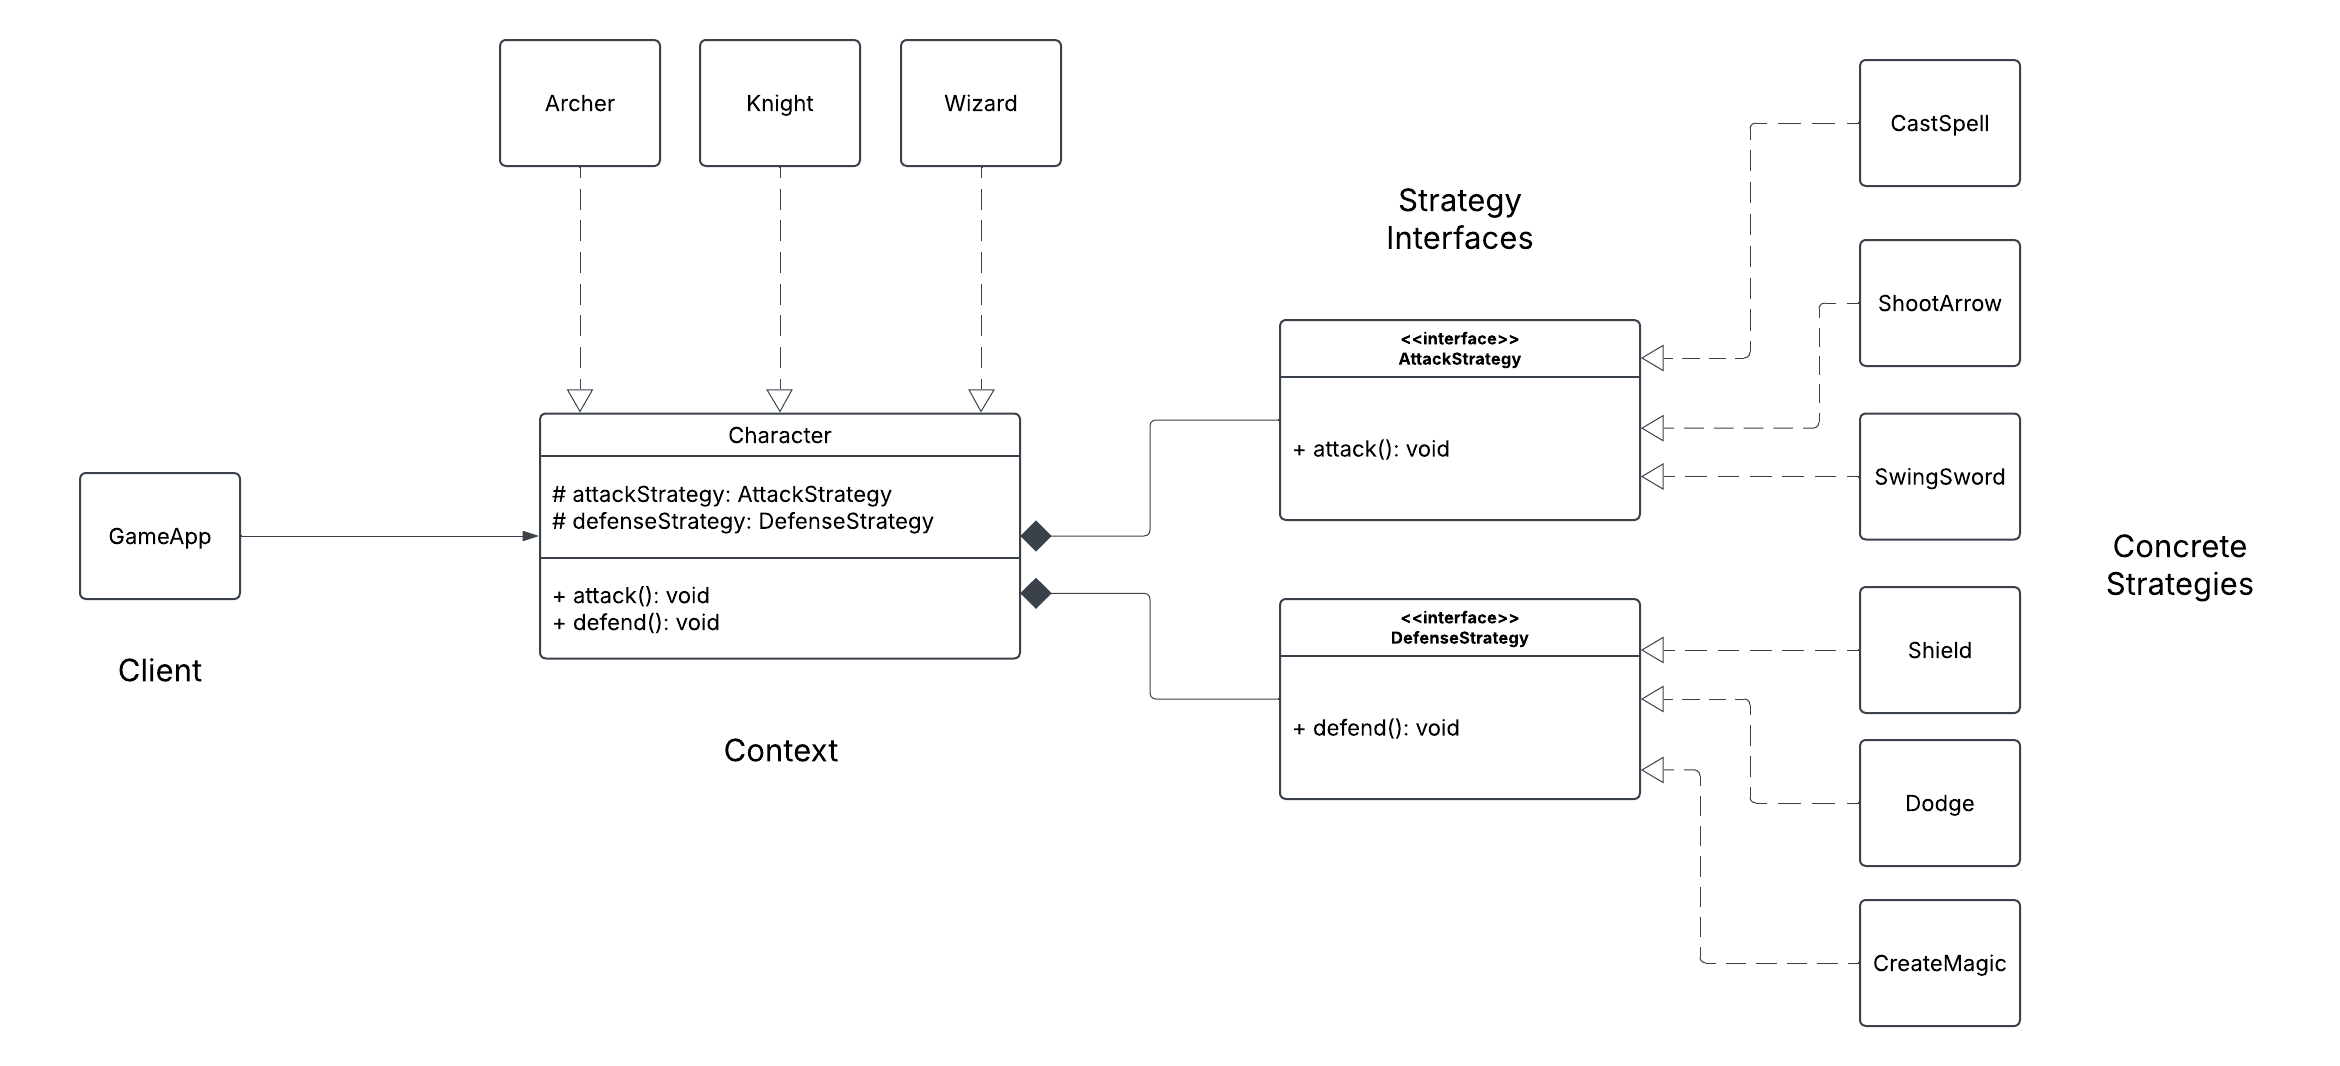 Archer
Knight
Wizard
CastSpell
Strategy
Interfaces
ShootArrow
<<interface>>
AttackStrategy
+ attack(): void
SwingSword
Character
# attackStrategy: AttackStrategy
# defenseStrategy: DefenseStrategy
+ attack(): void
+ defend(): void
GameApp
Client
Context
Concrete
Strategies
<<interface>>
DefenseStrategy
+ defend(): void
Shield
Dodge
CreateMagic